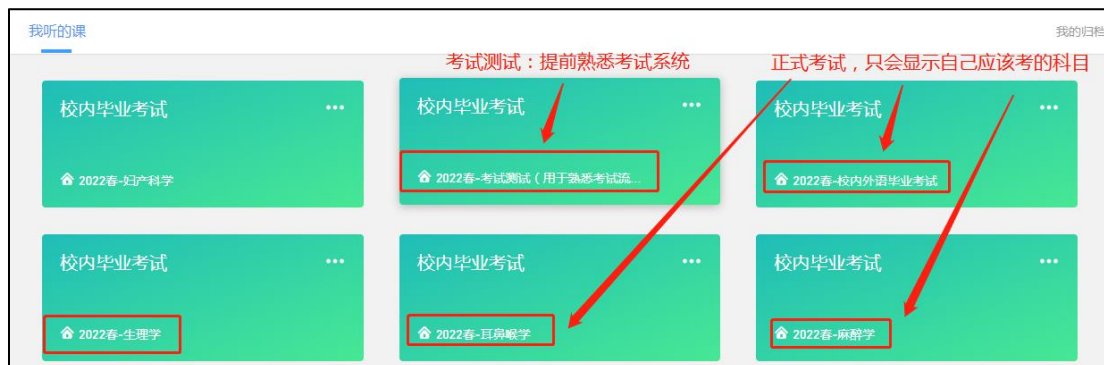 我听的课
我的归档
考试测试：提前熟悉考试系统
正式考试，只会显示自己应该考的科目
校内毕业考试
2022春-妇产科学
校内毕业考试
2022春-考试测试（用于熟悉考试流...
校内毕业考试
2022春-校内外语毕业考试
校内毕业考试
2022春-生理学
校内毕业考试
2022春-耳鼻喉学
校内毕业考试
2022春-麻醉学